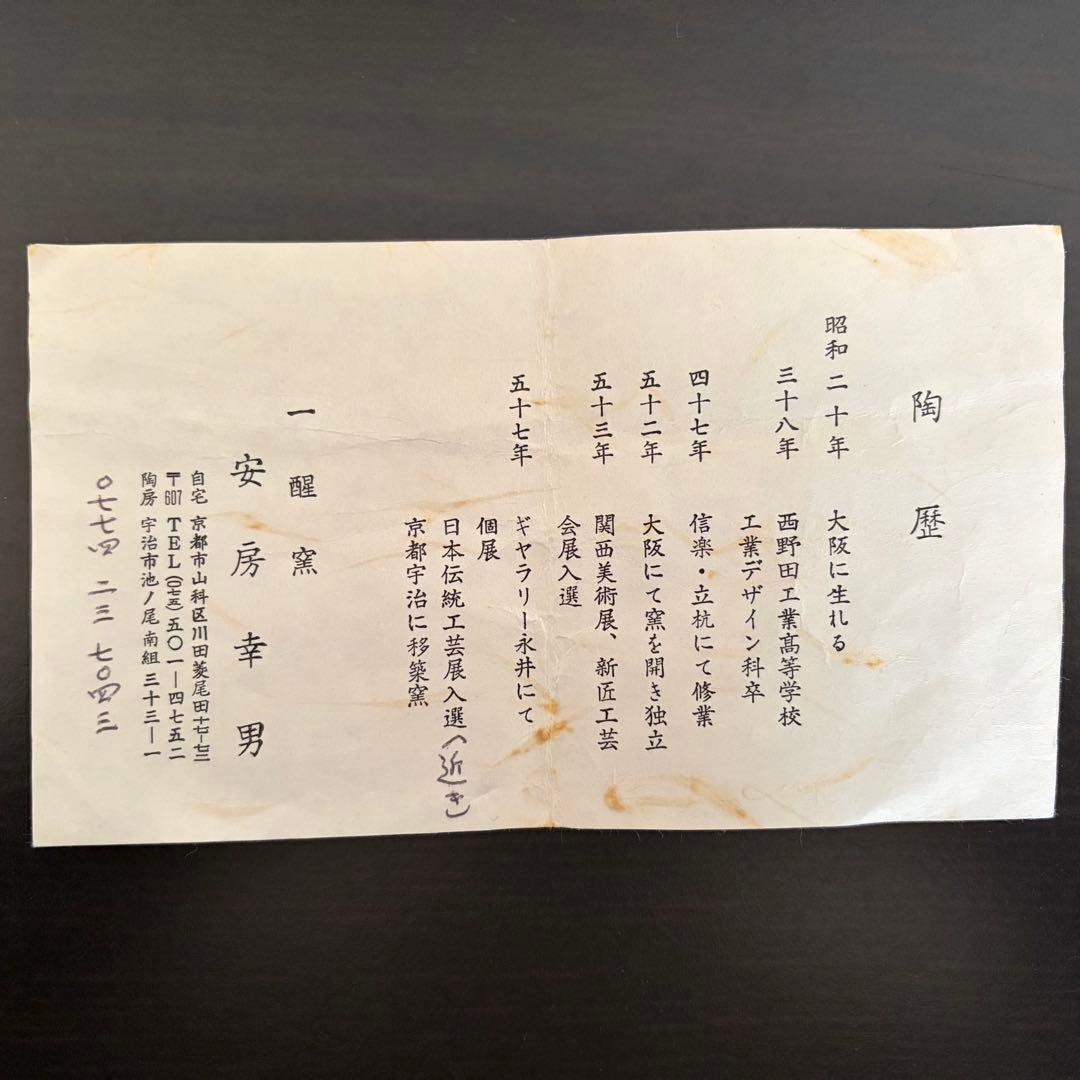 陶歴
昭和二十年 大阪に生れる
三十八年 西野田工業高等学校
工業デザイン科卒
四十七年 信楽・立杭にて修業
五十二年 大阪にて窯を開き独立
五十三年 関西美術展、新匠工芸
会展入選
五十七年 ギャラリー永井にて
個展
日本伝統工芸展入選(近き)
京都宇治に移築窯
一醒窯
安房幸男
自宅 京都市山科区川田菱尾田十七ー七三
〒607 TEL(〇七五)五〇一ー四七五二
陶房 宇治市池ノ尾南組三十三ー一
〇七七四 二三 七〇四三